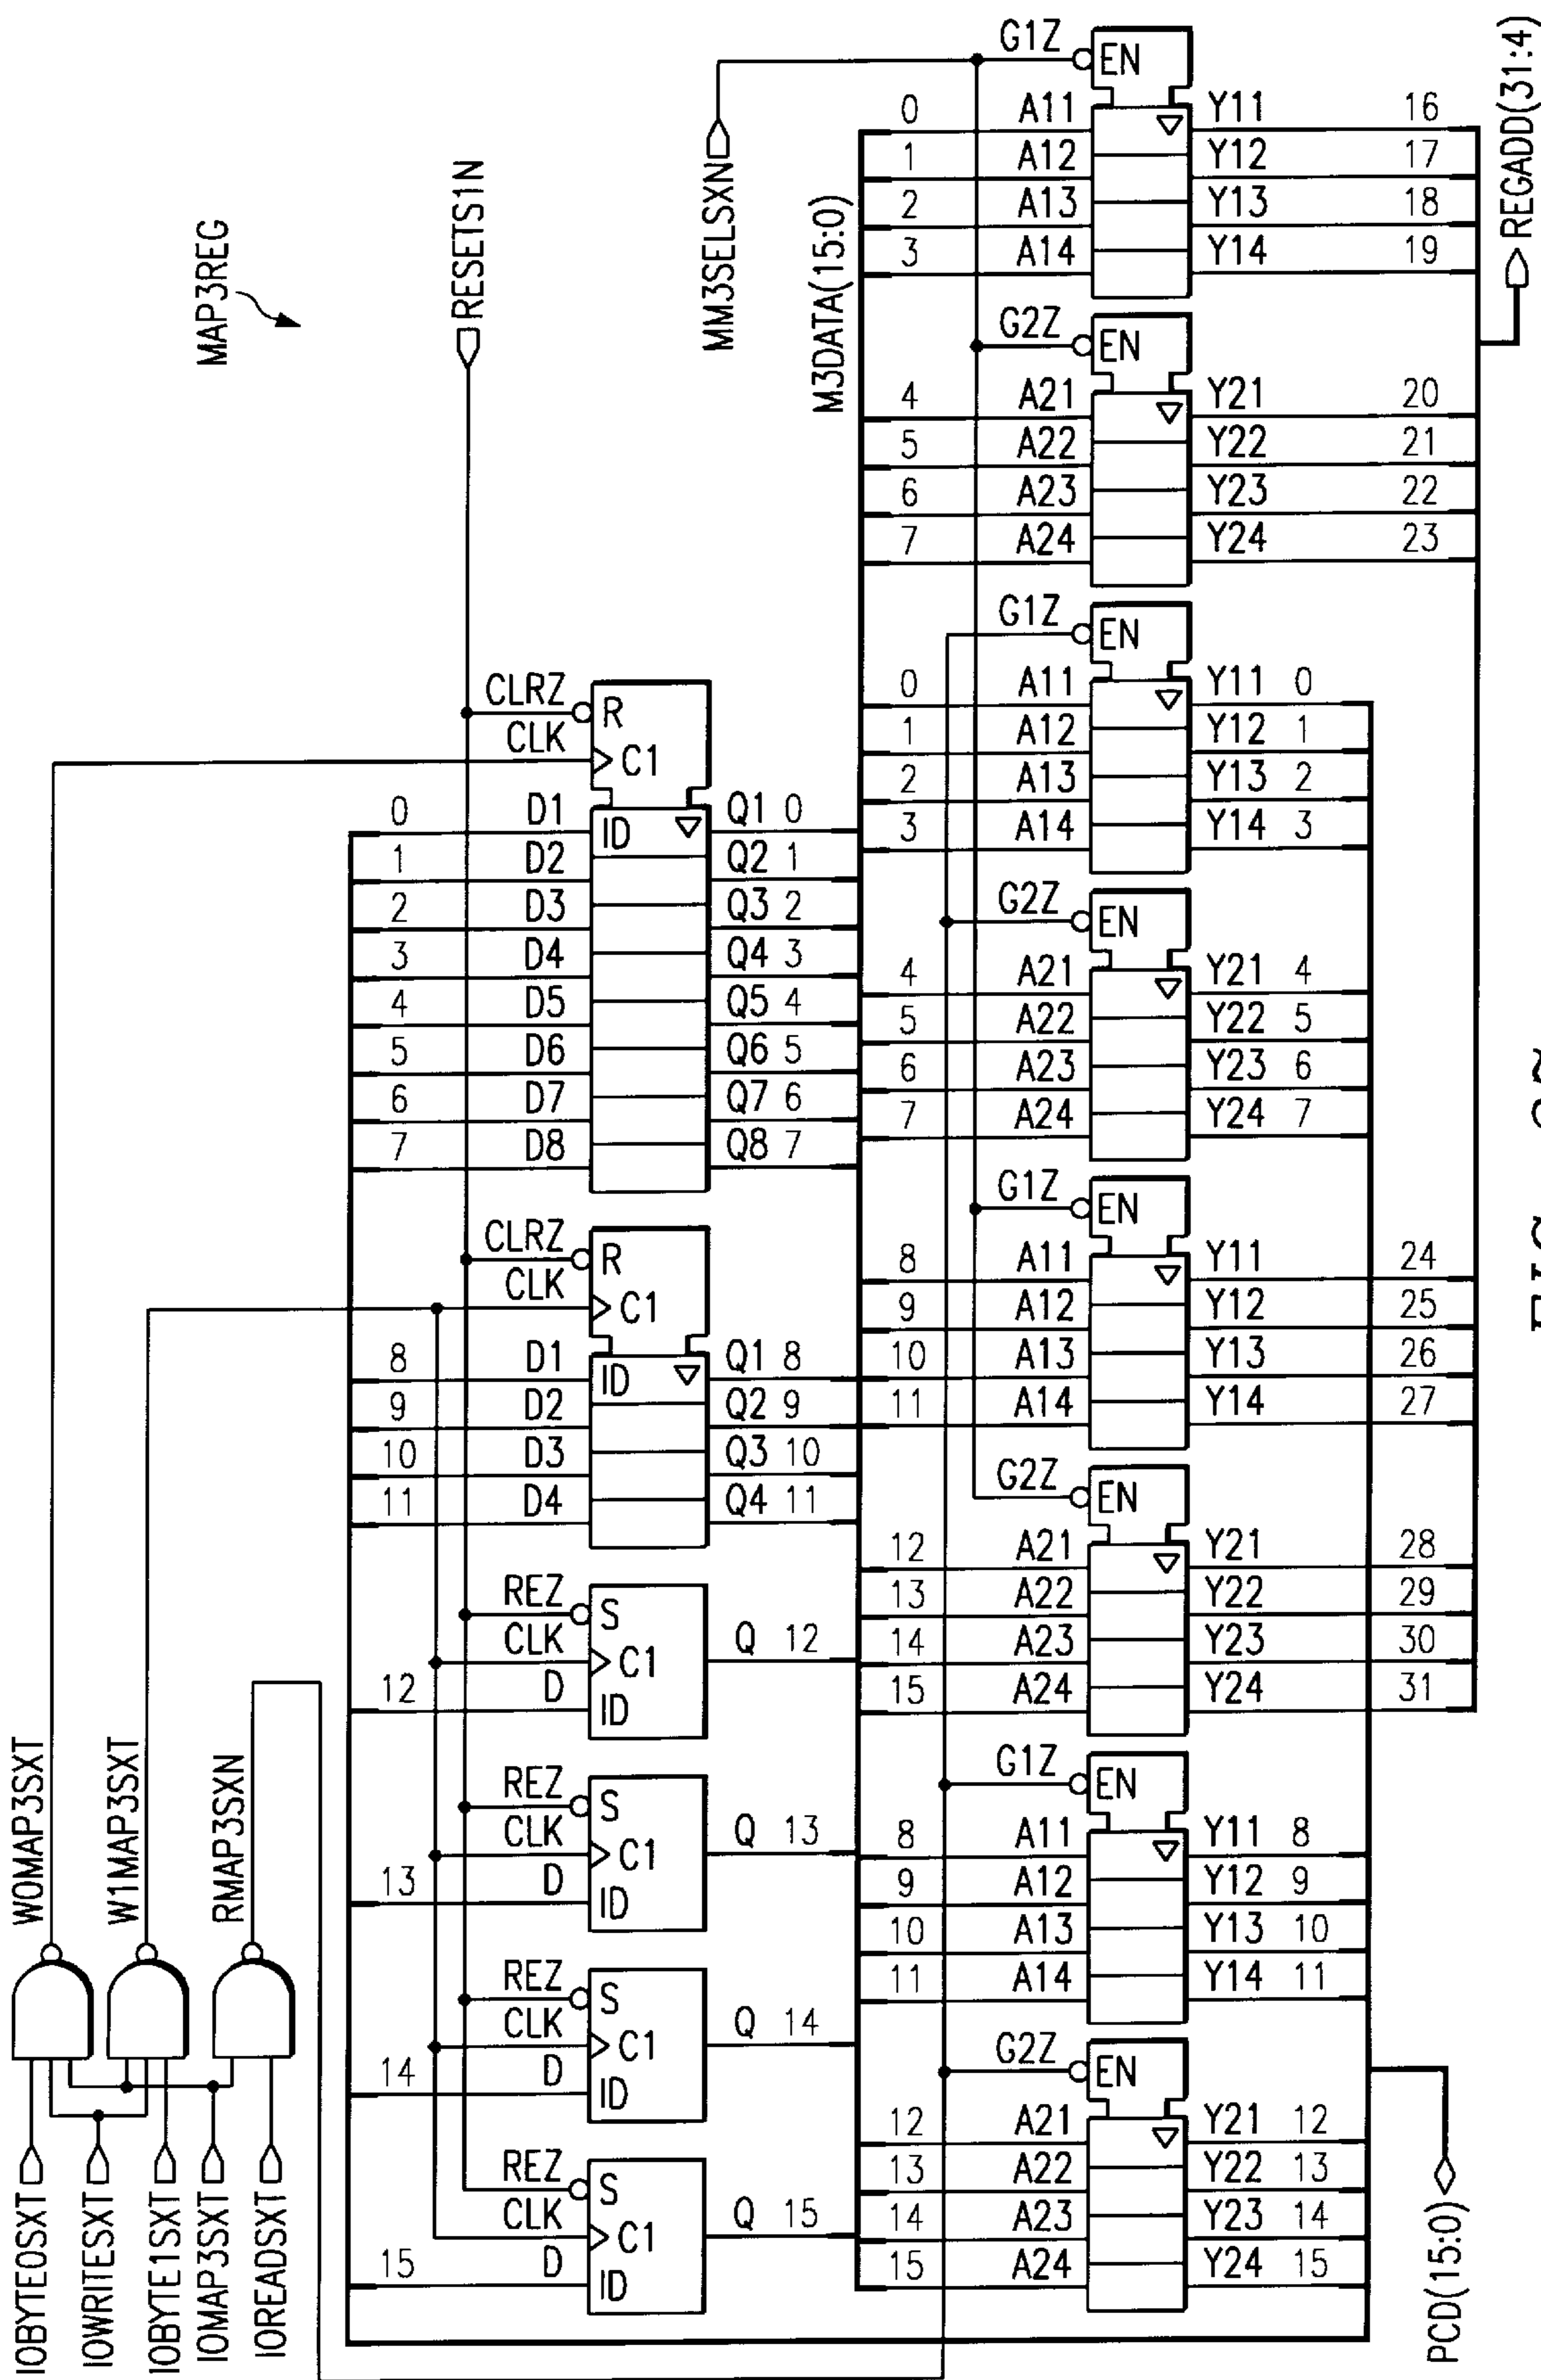 MAP3REG
IOBYTE0SXT
IOWRITESXT
IOBYTE1SXT
IOMAP3SXT
IOREADSXT
W0MAP3SXT
W1MAP3SXT
RMAP3SXN
RESETS1N
MM3SELSXN
M3DATA(15:0)
CLRZ R
CLK C1
0 D1 ID Q1 0
1 D2 Q2 1
2 D3 Q3 2
3 D4 Q4 3
4 D5 Q5 4
5 D6 Q6 5
6 D7 Q7 6
7 D8 Q8 7
CLRZ R
CLK C1
8 D1 ID Q1 8
9 D2 Q2 9
10 D3 Q3 10
11 D4 Q4 11
REZ S
CLK C1 Q 12
12 D ID
REZ S
CLK C1 Q 13
13 D ID
REZ S
CLK C1 Q 14
14 D ID
REZ S
CLK C1 Q 15
15 D ID
G1Z EN
0 A11 Y11 16
1 A12 Y12 17
2 A13 Y13 18
3 A14 Y14 19
G2Z EN
4 A21 Y21 20
5 A22 Y22 21
6 A23 Y23 22
7 A24 Y24 23
G1Z EN
0 A11 Y11 0
1 A12 Y12 1
2 A13 Y13 2
3 A14 Y14 3
G2Z EN
4 A21 Y21 4
5 A22 Y22 5
6 A23 Y23 6
7 A24 Y24 7
G1Z EN
8 A11 Y11 24
9 A12 Y12 25
10 A13 Y13 26
11 A14 Y14 27
G2Z EN
12 A21 Y21 28
13 A22 Y22 29
14 A23 Y23 30
15 A24 Y24 31
G1Z EN
8 A11 Y11 8
9 A12 Y12 9
10 A13 Y13 10
11 A14 Y14 11
G2Z EN
12 A21 Y21 12
13 A22 Y22 13
14 A23 Y23 14
15 A24 Y24 15
REGADD(31:4)
PCD(15:0)